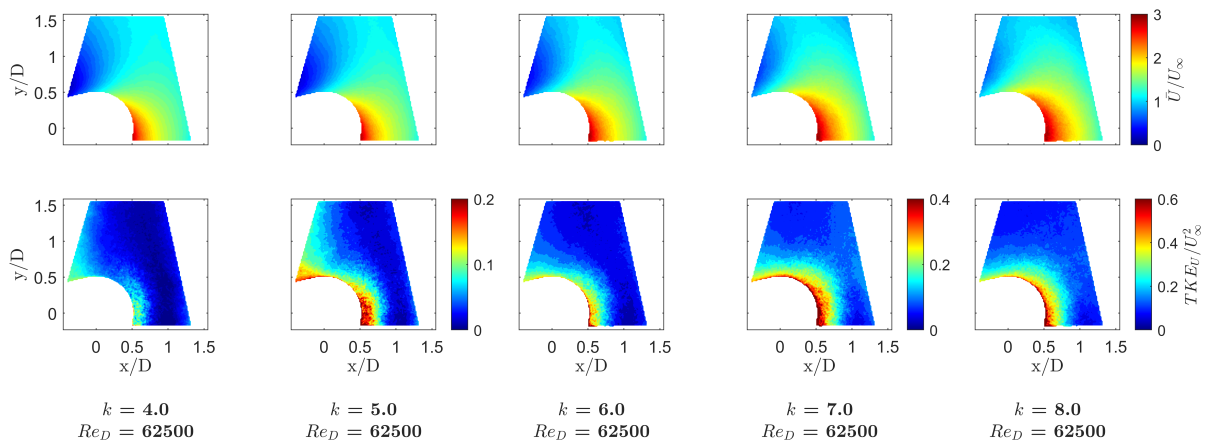 y/D
1.5
1
0.5
0
3
2
1
0
Ū/U∞
y/D
1.5
1
0.5
0
0.2
0.1
0
0.4
0.2
0
0.6
0.4
0.2
0
TKE_U/U²∞
0 0.5 1 1.5
0 0.5 1 1.5
0 0.5 1 1.5
0 0.5 1 1.5
0 0.5 1 1.5
x/D x/D x/D x/D x/D
k = 4.0 k = 5.0 k = 6.0 k = 7.0 k = 8.0
Re_D = 62500 Re_D = 62500 Re_D = 62500 Re_D = 62500 Re_D = 62500